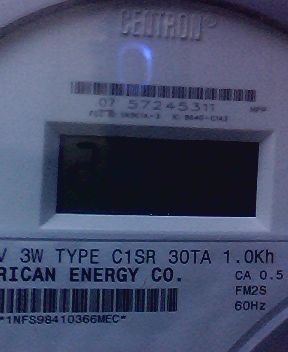 CENTRON®
07 57245311
V 3W TYPE C1SR 30TA 1.0Kh
RICAN ENERGY CO.
CA 0.5
FM2S
60Hz
*1NFS98410366MEC*